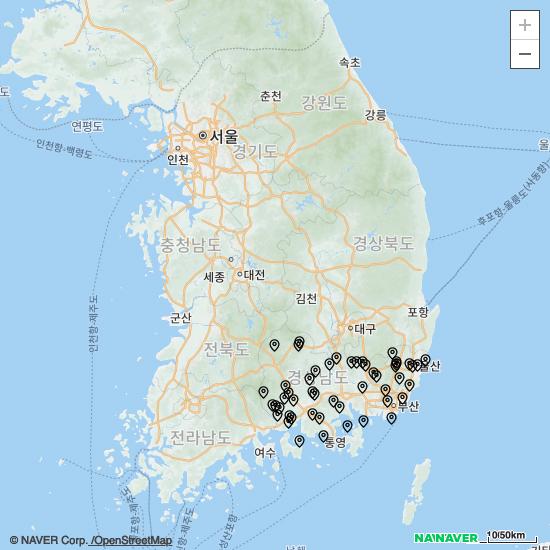 속초
춘천
강원도
강릉
도
연평도
서울
울
인천항-백령도
인천
경기도
후포항-울릉도(사동항)
충청남도
경상북도
세종
대전
김천
인천항-제주도
군산
포항
대구
전북도
울산
경 남도
부산
전라남도
여수
통영
+
−
© NAVER Corp. /OpenStreetMap
NAVER
10/50km